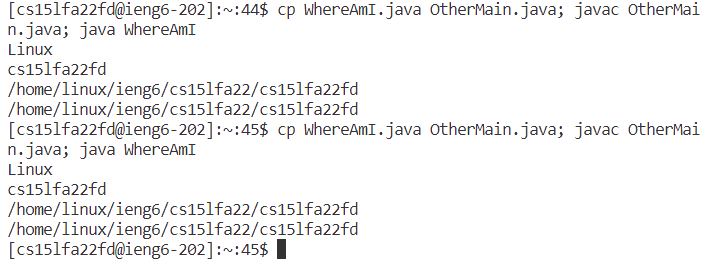 [cs15lfa22fd@ieng6-202]:~:44$ cp WhereAmI.java OtherMain.java; javac OtherMai
n.java; java WhereAmI
Linux
cs15lfa22fd
/home/linux/ieng6/cs15lfa22/cs15lfa22fd
/home/linux/ieng6/cs15lfa22/cs15lfa22fd
[cs15lfa22fd@ieng6-202]:~:45$ cp WhereAmI.java OtherMain.java; javac OtherMai
n.java; java WhereAmI
Linux
cs15lfa22fd
/home/linux/ieng6/cs15lfa22/cs15lfa22fd
/home/linux/ieng6/cs15lfa22/cs15lfa22fd
[cs15lfa22fd@ieng6-202]:~:45$